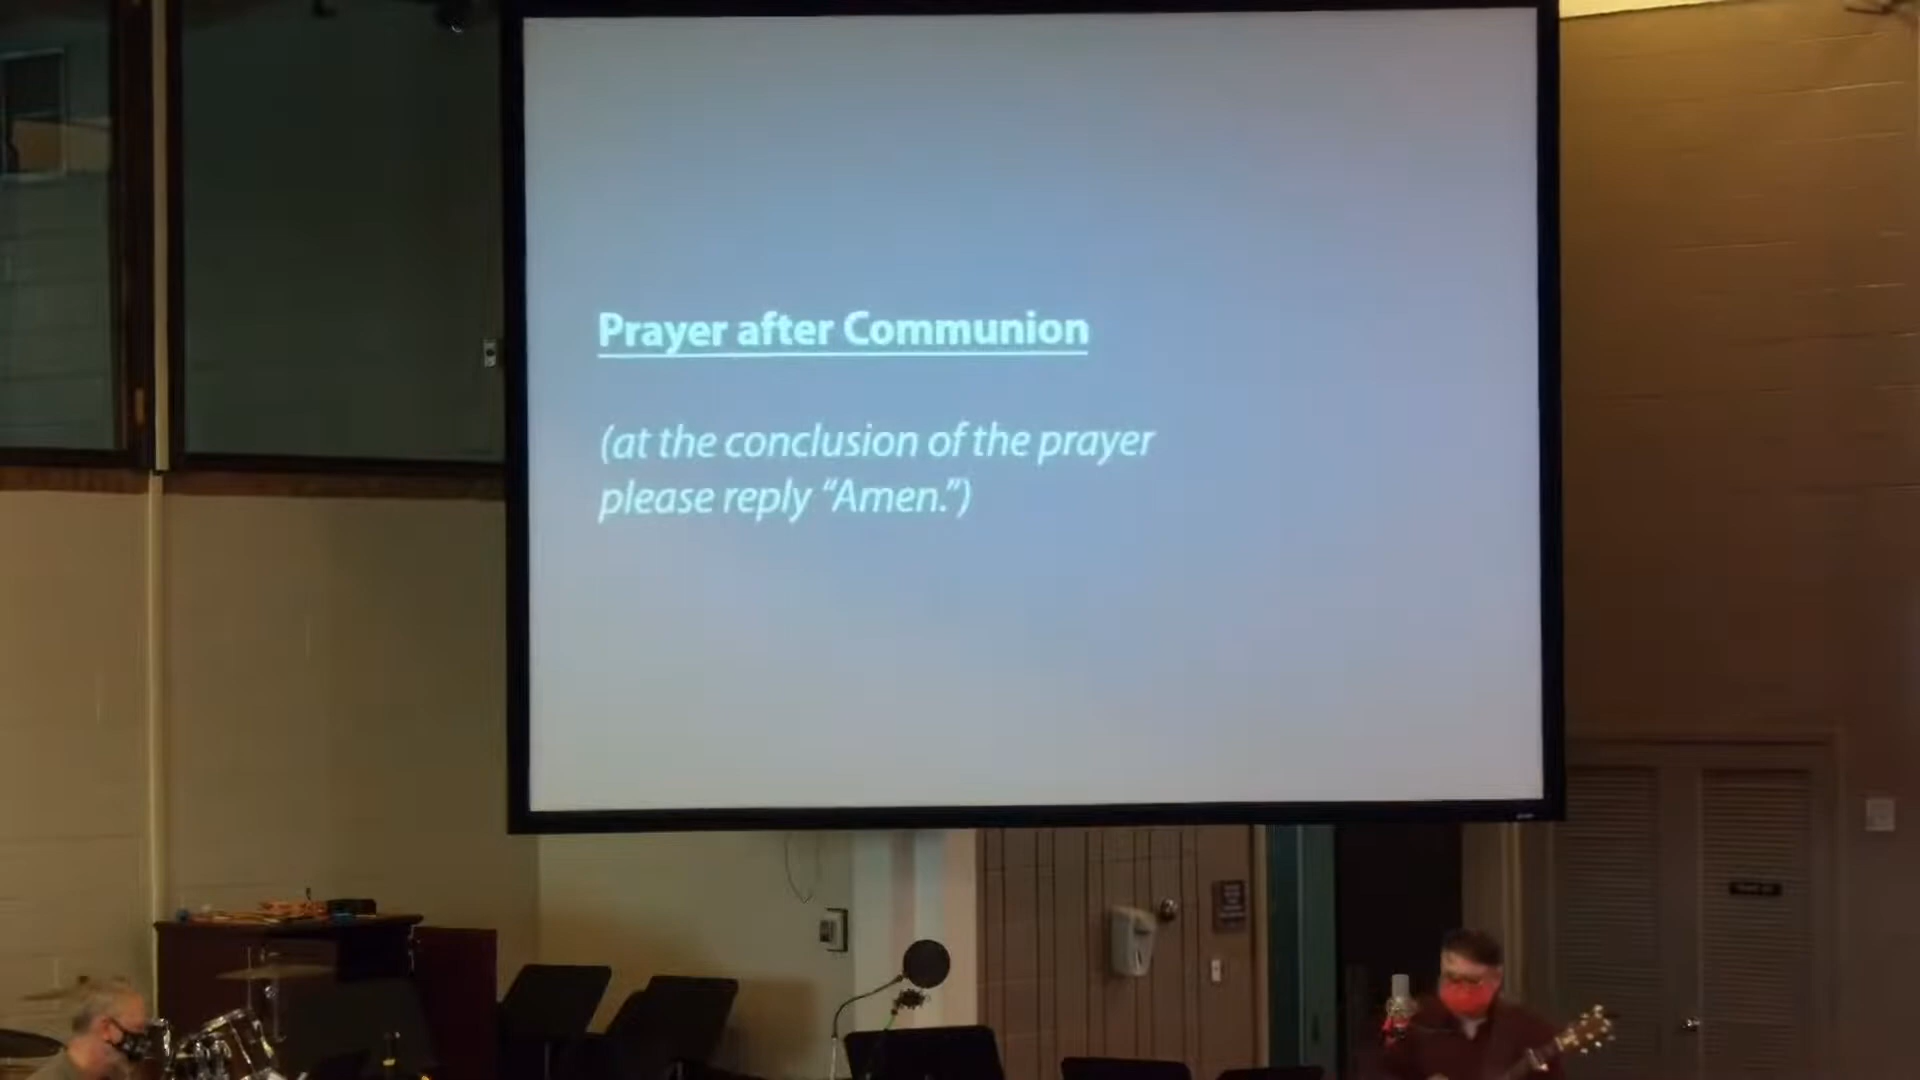 Prayer after Communion
(at the conclusion of the prayer
please reply “Amen.”)